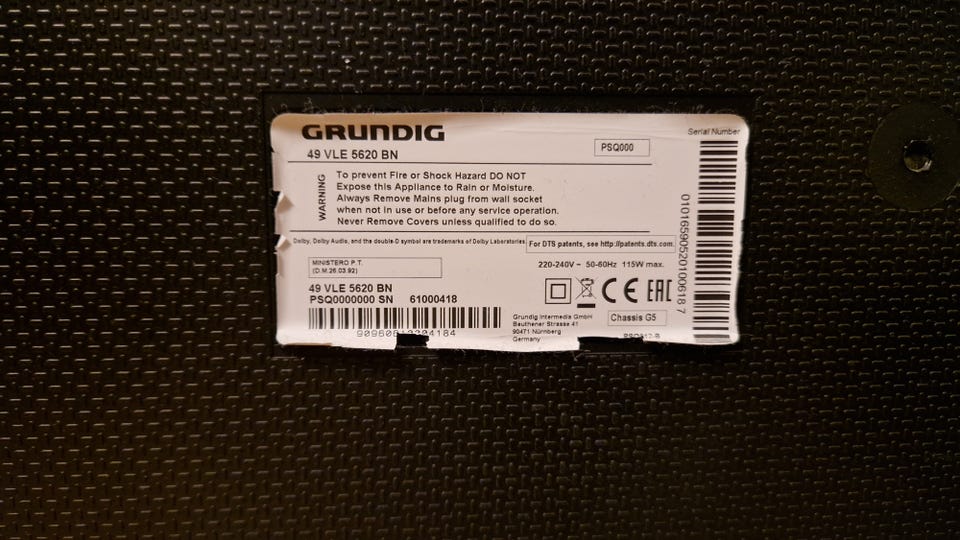 GRUNDIG
Serial Number
49 VLE 5620 BN
PSQ000
WARNING
To prevent Fire or Shock Hazard DO NOT
Expose this Appliance to Rain or Moisture.
Always Remove Mains plug from wall socket
when not in use or before any service operation.
Never Remove Covers unless qualified to do so.
Dolby, Dolby Audio, and the double-D symbol are trademarks of Dolby Laboratories
For DTS patents, see http://patents.dts.com
MINISTERO P.T.
(D.M.26.03.92)
220-240V ~ 50-60Hz 115W max.
49 VLE 5620 BN
PSQ0000000 SN 61000418
CE EAC
Grundig Intermedia GmbH
Bauthener Strasse 41
90471 Nürnberg
Germany
Chassis G5